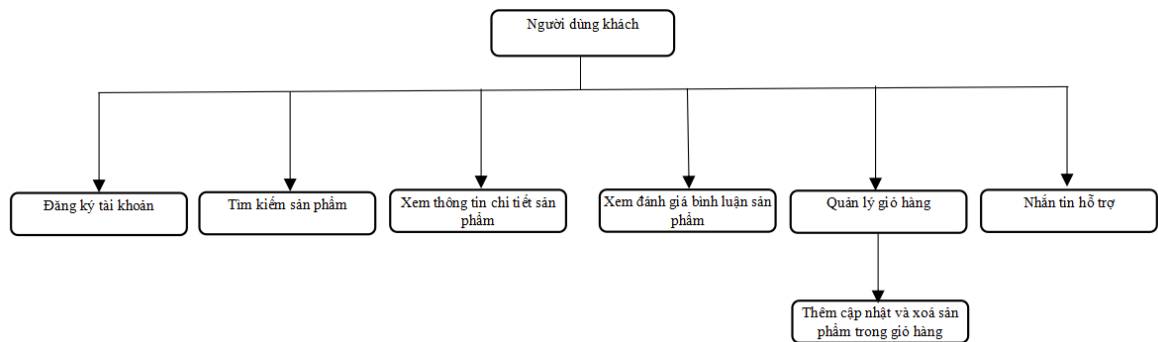 Người dùng khách
Đăng ký tài khoản
Tìm kiếm sản phẩm
Xem thông tin chi tiết sản
phẩm
Xem đánh giá bình luận sản
phẩm
Quản lý giỏ hàng
Nhắn tin hỗ trợ
Thêm cập nhật và xoá sản
phẩm trong giỏ hàng